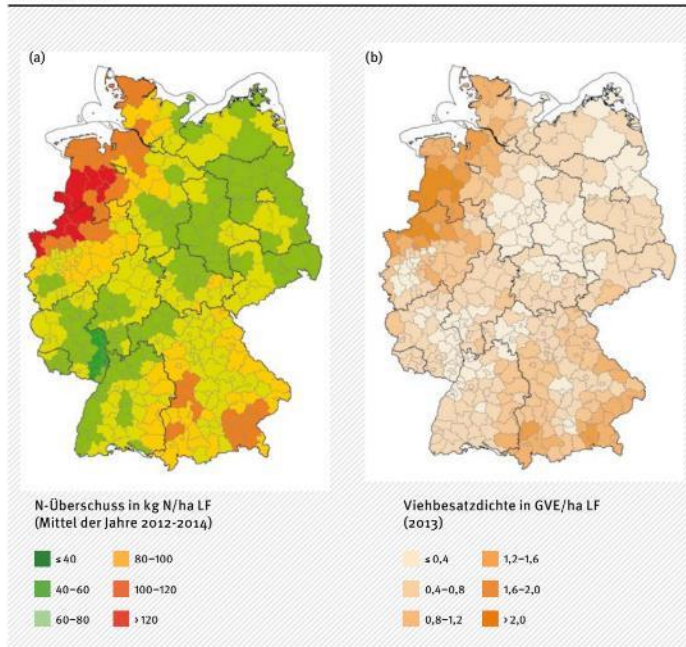 (a)
(b)
N-Überschuss in kg N/ha LF
(Mittel der Jahre 2012-2014)
≤ 40
80–100
40–60
100–120
60–80
> 120
Viehbesatzdichte in GVE/ha LF
(2013)
≤ 0,4
1,2–1,6
0,4–0,8
1,6–2,0
0,8–1,2
> 2,0